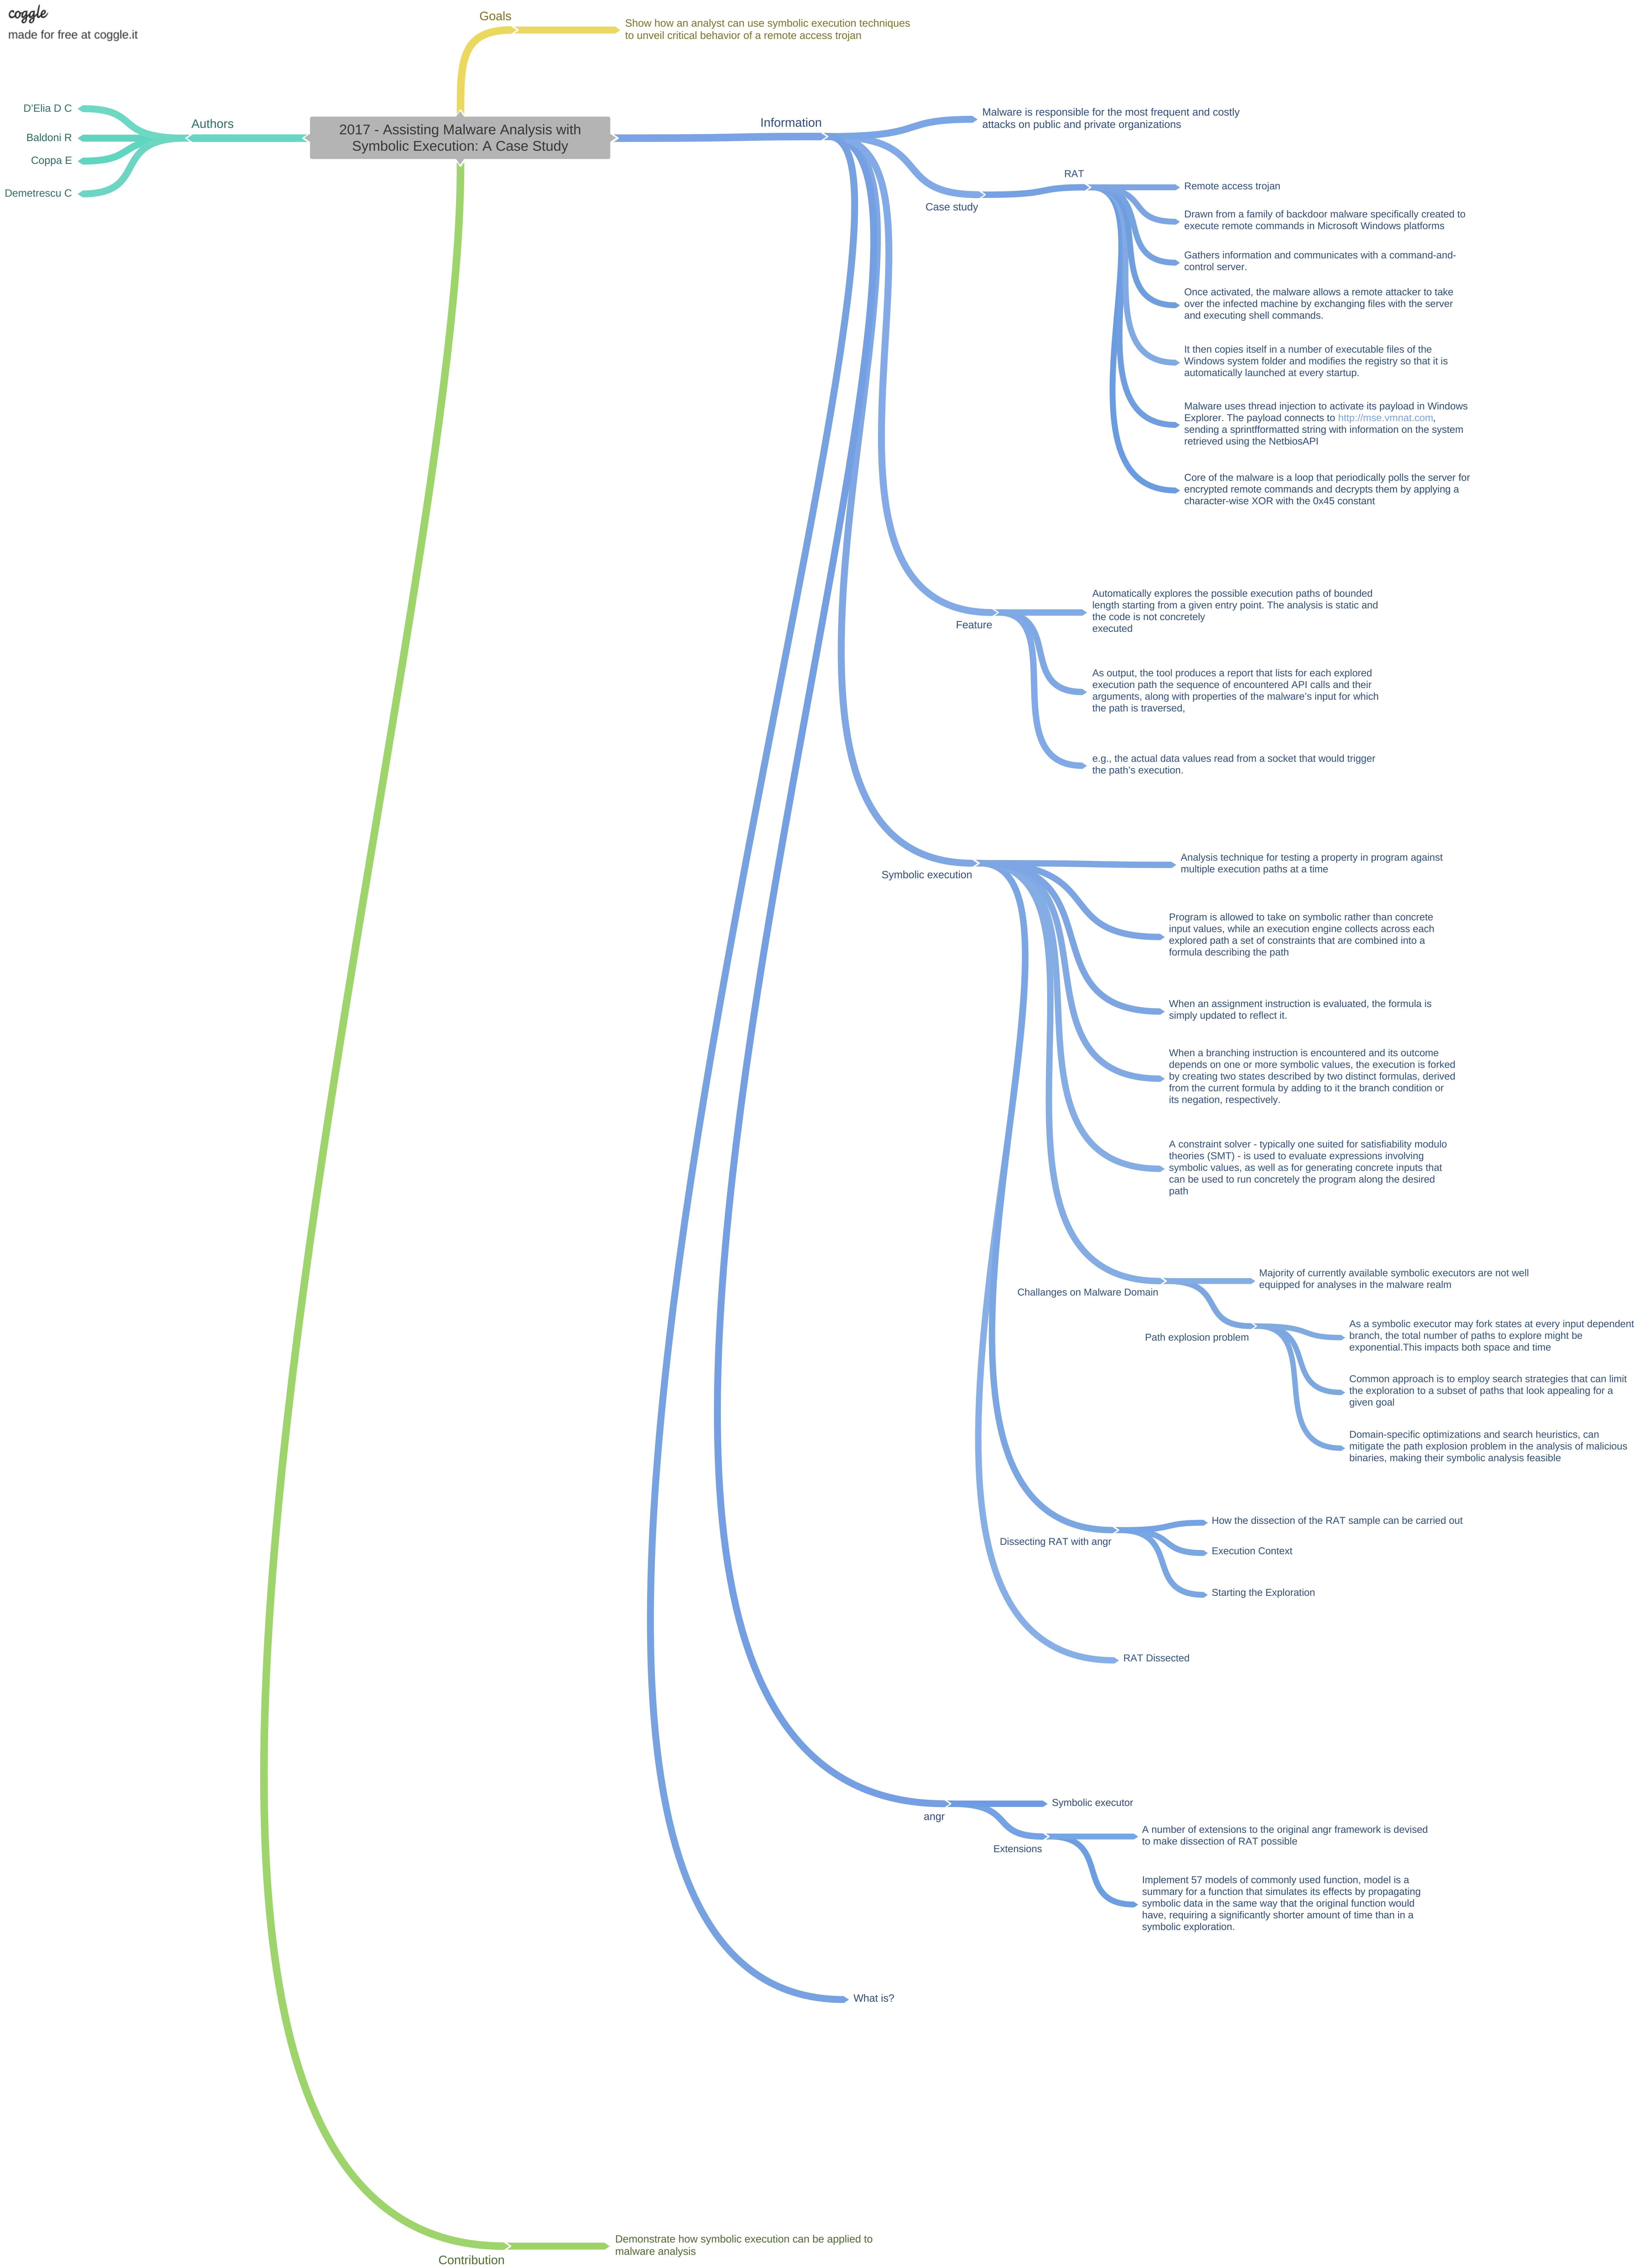 coggle
made for free at coggle.it
Goals
Show how an analyst can use symbolic execution techniques
to unveil critical behavior of a remote access trojan
2017 - Assisting Malware Analysis with
Symbolic Execution: A Case Study
Authors
D'Elia D C
Baldoni R
Coppa E
Demetrescu C
Information
Malware is responsible for the most frequent and costly
attacks on public and private organizations
Case study
RAT
Remote access trojan
Drawn from a family of backdoor malware specifically created to
execute remote commands in Microsoft Windows platforms
Gathers information and communicates with a command-and-
control server.
Once activated, the malware allows a remote attacker to take
over the infected machine by exchanging files with the server
and executing shell commands.
It then copies itself in a number of executable files of the
Windows system folder and modifies the registry so that it is
automatically launched at every startup.
Malware uses thread injection to activate its payload in Windows
Explorer. The payload connects to http://mse.vmnat.com,
sending a sprintfformatted string with information on the system
retrieved using the NetbiosAPI
Core of the malware is a loop that periodically polls the server for
encrypted remote commands and decrypts them by applying a
character-wise XOR with the 0x45 constant
Feature
Automatically explores the possible execution paths of bounded
length starting from a given entry point. The analysis is static and
the code is not concretely
executed
As output, the tool produces a report that lists for each explored
execution path the sequence of encountered API calls and their
arguments, along with properties of the malware's input for which
the path is traversed,
e.g., the actual data values read from a socket that would trigger
the path's execution.
Symbolic execution
Analysis technique for testing a property in program against
multiple execution paths at a time
Program is allowed to take on symbolic rather than concrete
input values, while an execution engine collects across each
explored path a set of constraints that are combined into a
formula describing the path
When an assignment instruction is evaluated, the formula is
simply updated to reflect it.
When a branching instruction is encountered and its outcome
depends on one or more symbolic values, the execution is forked
by creating two states described by two distinct formulas, derived
from the current formula by adding to it the branch condition or
its negation, respectively.
A constraint solver - typically one suited for satisfiability modulo
theories (SMT) - is used to evaluate expressions involving
symbolic values, as well as for generating concrete inputs that
can be used to run concretely the program along the desired
path
Challanges on Malware Domain
Majority of currently available symbolic executors are not well
equipped for analyses in the malware realm
Path explosion problem
As a symbolic executor may fork states at every input dependent
branch, the total number of paths to explore might be
exponential.This impacts both space and time
Common approach is to employ search strategies that can limit
the exploration to a subset of paths that look appealing for a
given goal
Domain-specific optimizations and search heuristics, can
mitigate the path explosion problem in the analysis of malicious
binaries, making their symbolic analysis feasible
Dissecting RAT with angr
How the dissection of the RAT sample can be carried out
Execution Context
Starting the Exploration
RAT Dissected
angr
Symbolic executor
Extensions
A number of extensions to the original angr framework is devised
to make dissection of RAT possible
Implement 57 models of commonly used function, model is a
summary for a function that simulates its effects by propagating
symbolic data in the same way that the original function would
have, requiring a significantly shorter amount of time than in a
symbolic exploration.
What is?
Contribution
Demonstrate how symbolic execution can be applied to
malware analysis